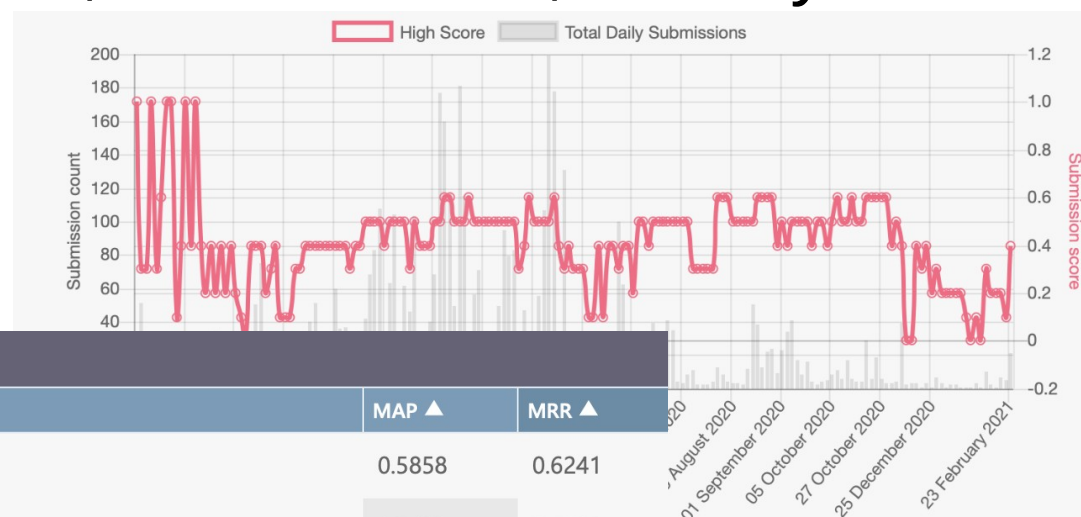 High Score Total Daily Submissions
200 1.2
180 1.0
160
140 0.8
120 0.6
100
80 0.4
60 0.2
40 0
-0.2
Submission count
Submission score
MAP ▲ MRR ▲
0.5858 0.6241
August 2020
01 September 2020
05 October 2020
27 October 2020
25 December 2020
23 February 2021